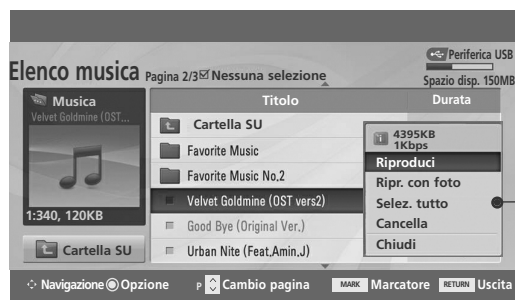 Periferica USB
Elenco musica Pagina 2/3 Nessuna selezione Spazio disp. 150MB
Musica
Velvet Goldmine (OST...
1:340, 120KB
Cartella SU
Titolo Durata
Cartella SU
Favorite Music
Favorite Music No.2
Velvet Goldmine (OST vers2)
Good Bye (Original Ver.)
Urban Nite (Feat.Amin.J)
4395KB
1Kbps
Riproduci
Ripr. con foto
Selez. tutto
Cancella
Chiudi
Navigazione Opzione P Cambio pagina MARK Marcatore RETURN Uscita